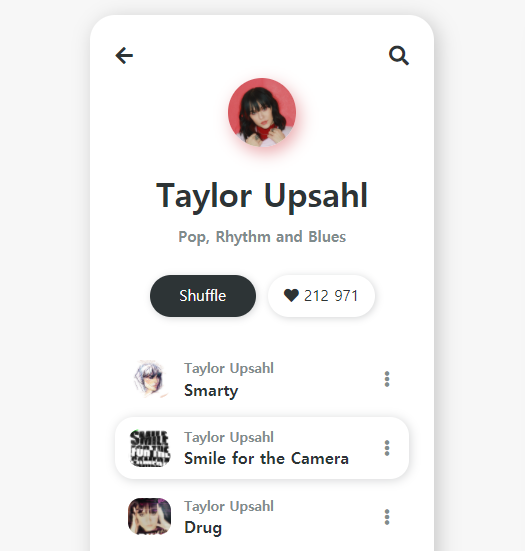 Taylor Upsahl
Pop, Rhythm and Blues
Shuffle
212 971
Taylor Upsahl
Smarty
SMILE
FOR THE
CAMERA
Taylor Upsahl
Smile for the Camera
Taylor Upsahl
Drug